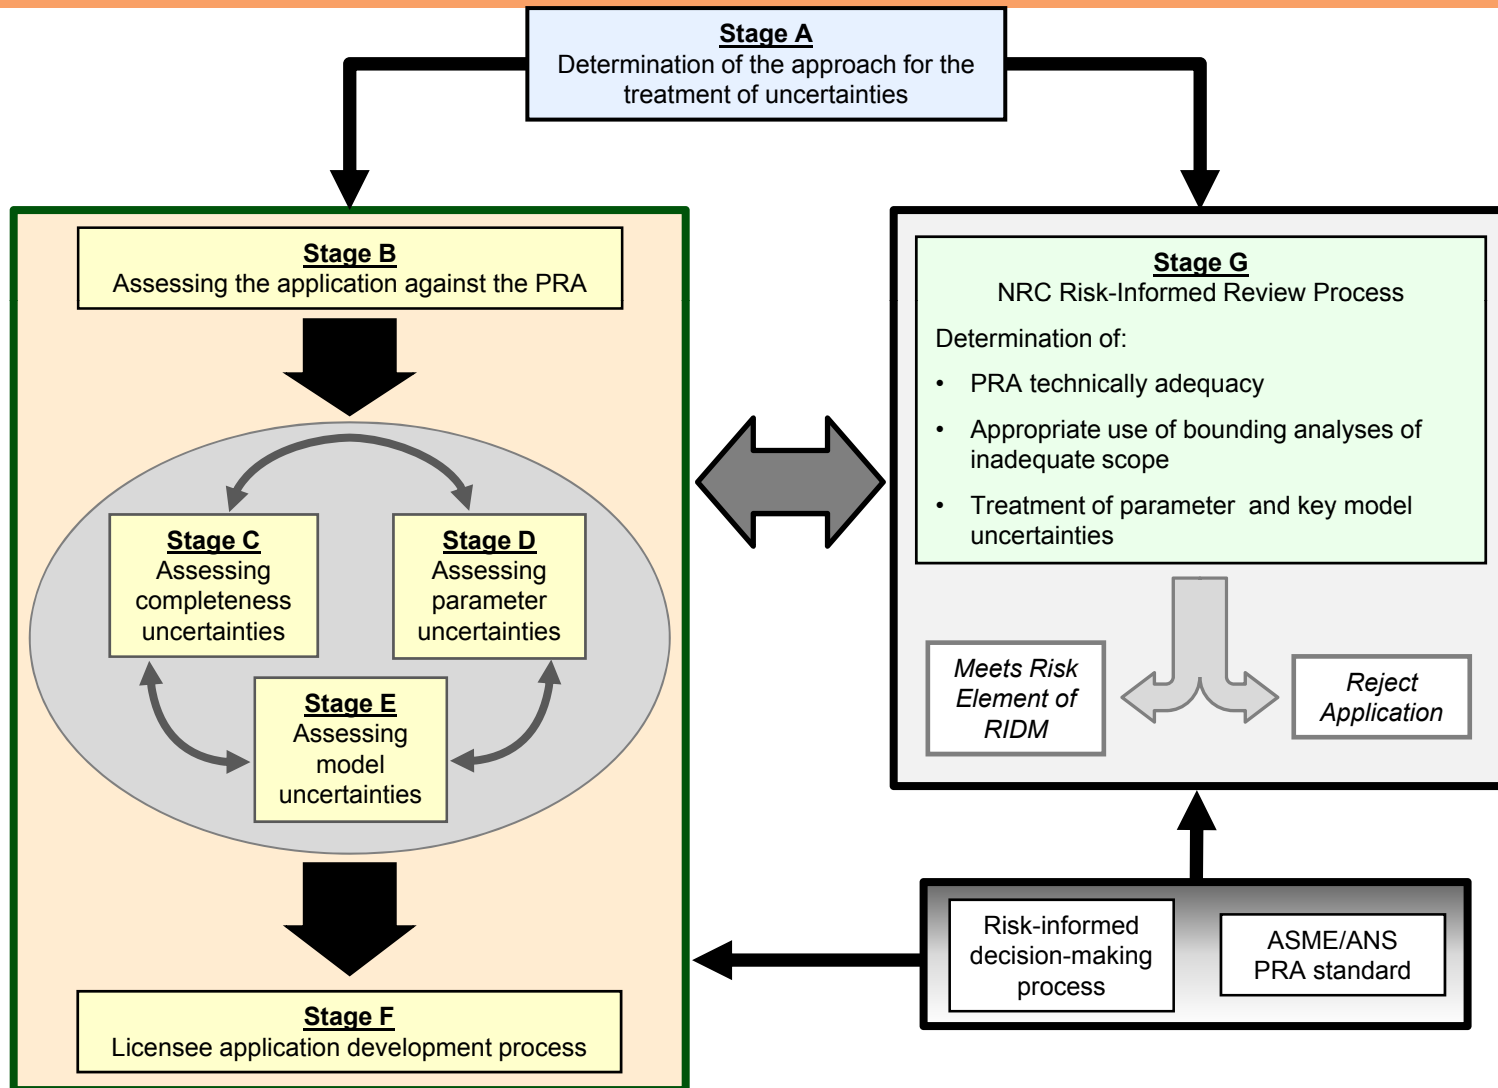 Stage A
Determination of the approach for the
treatment of uncertainties
Stage B
Assessing the application against the PRA
Stage C
Assessing
completeness
uncertainties
Stage D
Assessing
parameter
uncertainties
Stage E
Assessing
model
uncertainties
Stage F
Licensee application development process
Stage G
NRC Risk-Informed Review Process
Determination of:
• PRA technically adequacy
• Appropriate use of bounding analyses of
inadequate scope
• Treatment of parameter and key model
uncertainties
Meets Risk
Element of
RIDM
Reject
Application
Risk-informed
decision-making
process
ASME/ANS
PRA standard